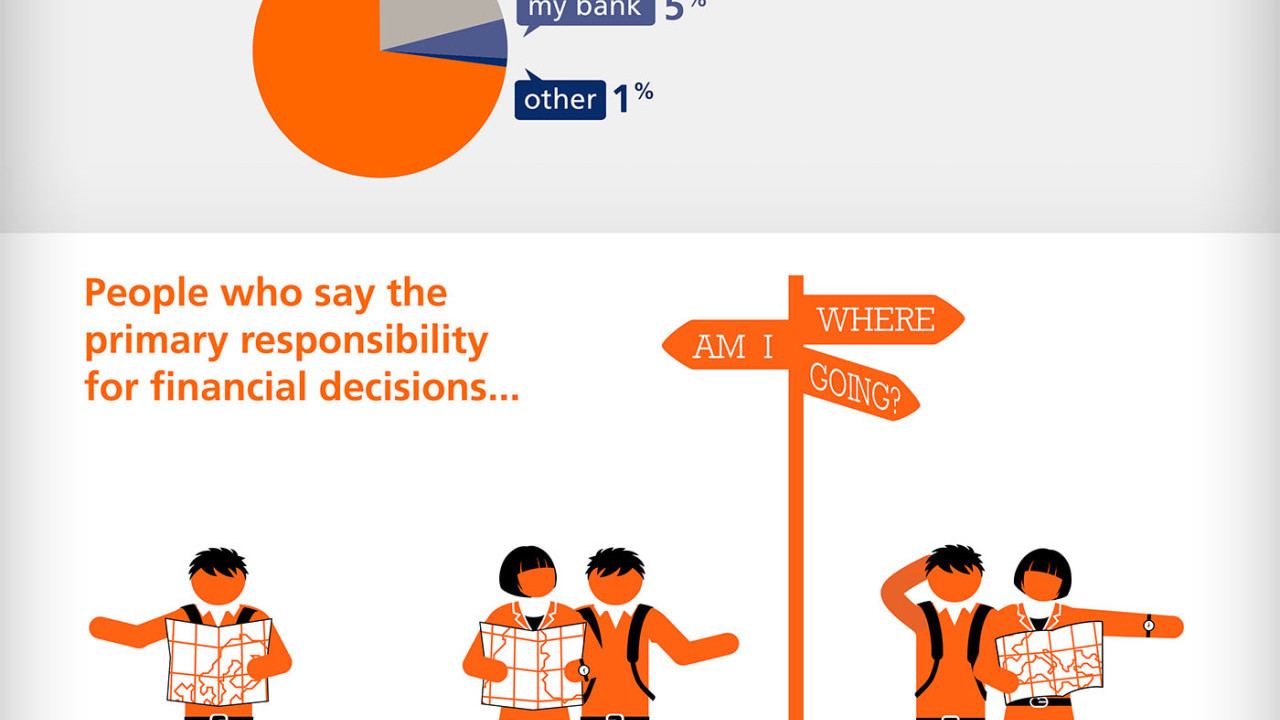 my bank 5%
other 1%
People who say the
primary responsibility
for financial decisions...
WHERE
AM I
GOING?